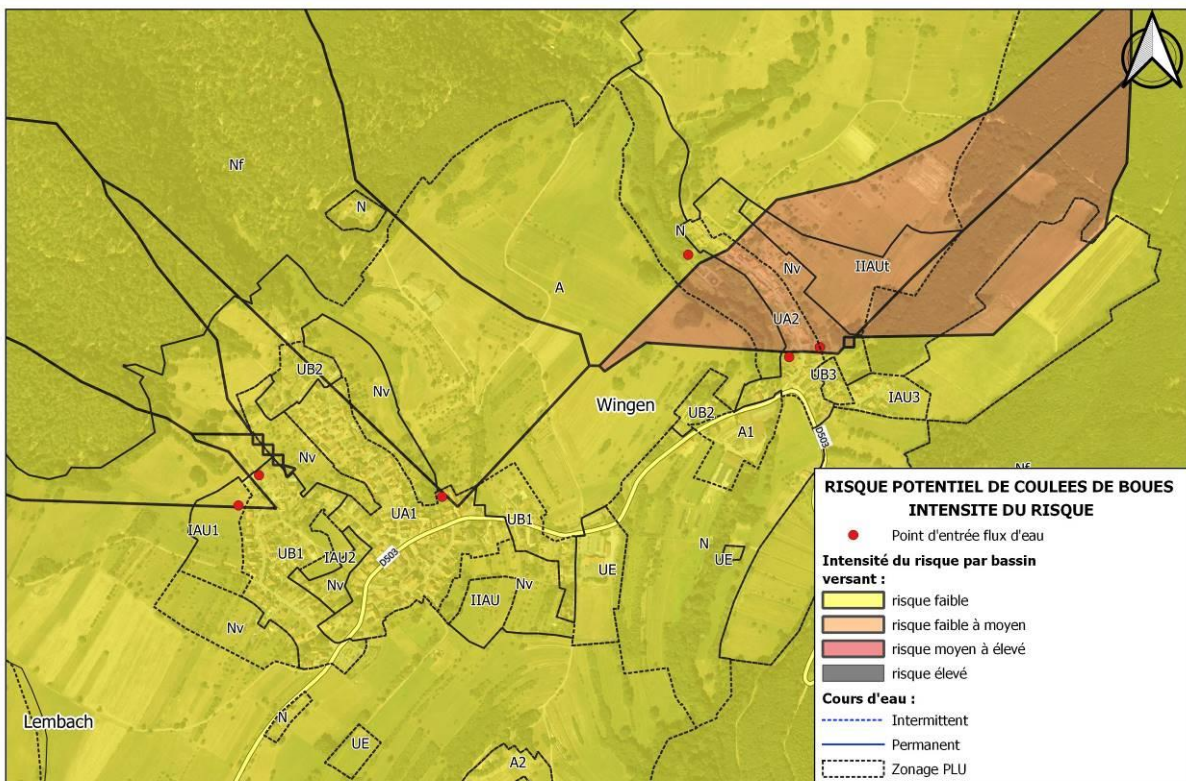 Nf
N
A
N
Nv
IIAUt
UA2
UB2
Nv
Wingen
UB2
UB3
IAU3
A1
D503
Nf
Nv
IAU1
UA1
UB1
UB1
IAU2
D503
Nv
Nv
IIAU
Nv
UE
N
UE
N
UE
A2
Lembach
RISQUE POTENTIEL DE COULEES DE BOUES
INTENSITE DU RISQUE
Point d'entrée flux d'eau
Intensité du risque par bassin
versant :
risque faible
risque faible à moyen
risque moyen à élevé
risque élevé
Cours d'eau :
Intermittent
Permanent
Zonage PLU